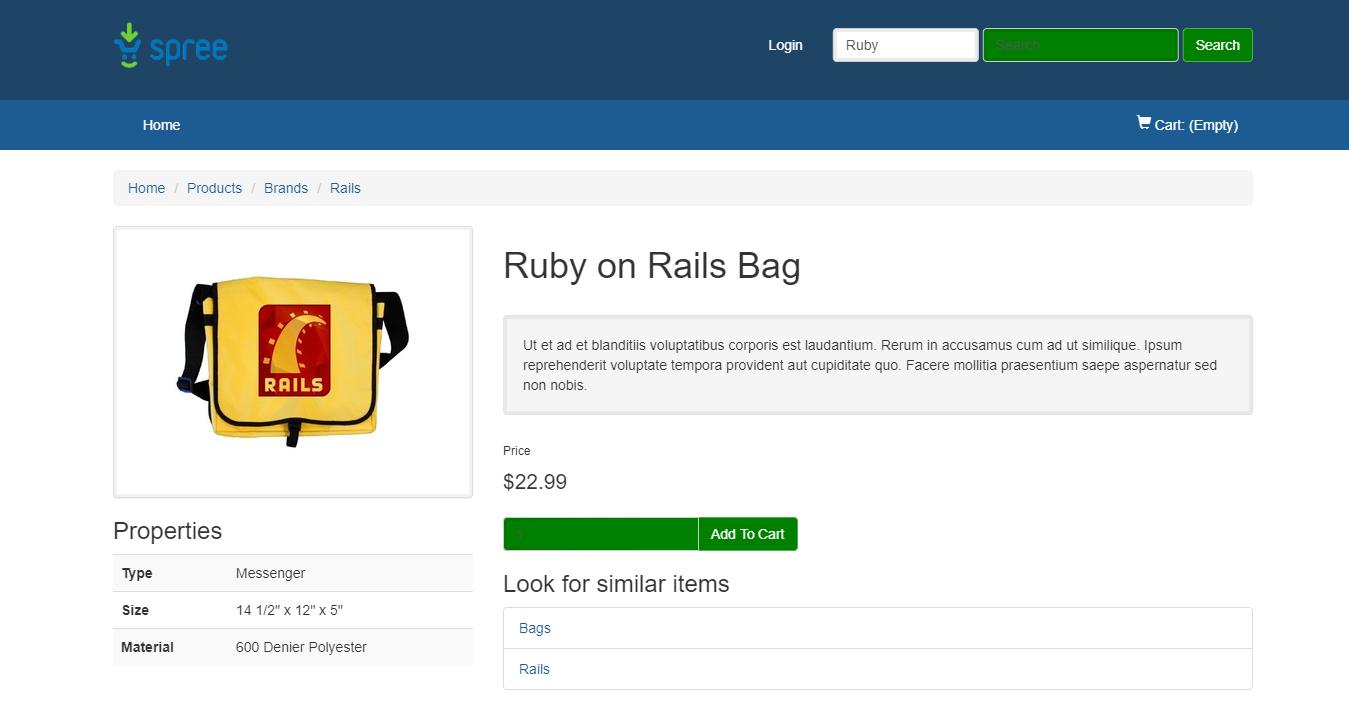 spree
Login
Ruby
Search
Search
Home
Cart: (Empty)
Home / Products / Brands / Rails
RAILS
Ruby on Rails Bag
Ut et ad et blanditiis voluptatibus corporis est laudantium. Rerum in accusamus cum ad ut similique. Ipsum
reprehenderit voluptate tempora provident aut cupiditate quo. Facere mollitia praesentium saepe aspernatur sed
non nobis.
Price
$22.99
1
Add To Cart
Properties
Type Messenger
Size 14 1/2" x 12" x 5"
Material 600 Denier Polyester
Look for similar items
Bags
Rails